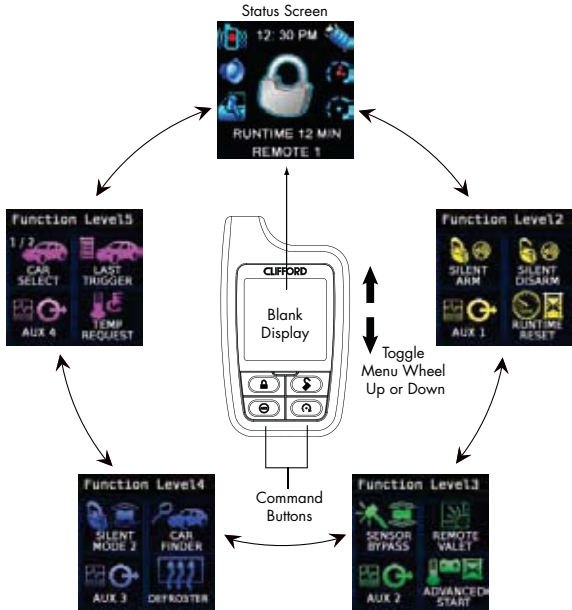 Status Screen
12: 30 PM
RUNTIME 12 MIN
REMOTE 1
Function Level5
1/2
CAR SELECT
LAST TRIGGER
AUX 4
TEMP REQUEST
Function Level2
SILENT ARM
SILENT DISARM
AUX 1
RUNTIME RESET
CLIFFORD
Blank
Display
Toggle
Menu Wheel
Up or Down
Command
Buttons
Function Level4
SILENT MODE 2
CAR FINDER
AUX 3
DEFROSTER
Function Level3
SENSOR BYPASS
REMOTE VALET
AUX 2
ADVANCED START